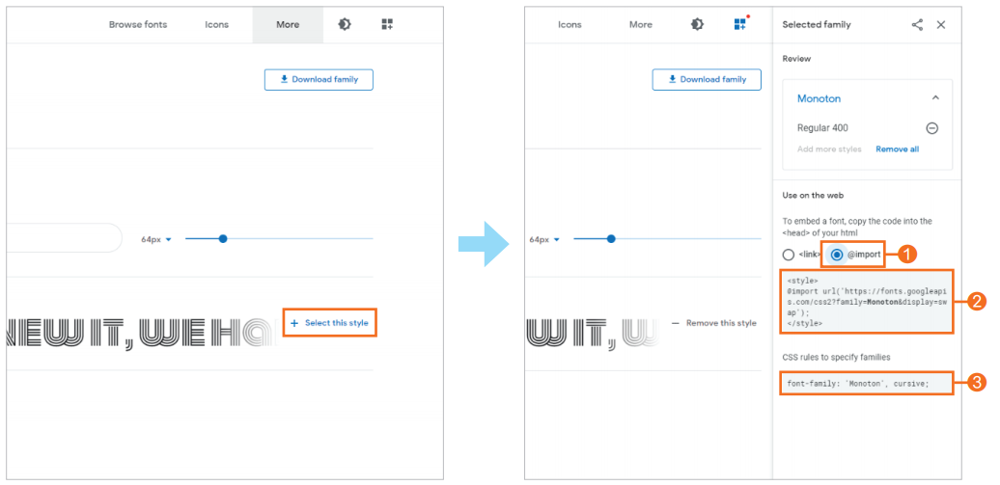 Browse fonts Icons More
Download family
64px
NEW IT, WE HA
+ Select this style
Icons More
Download family
64px
W IT, W
— Remove this style
Selected family
Review
Monoton
Regular 400
Add more styles Remove all
Use on the web
To embed a font, copy the code into the
<head> of your html
<link> @import
1
<style>
@import url('https://fonts.googleapi
s.com/css2?family=Monoton&display=sw
ap');
</style>
2
CSS rules to specify families
font-family: 'Monoton', cursive;
3